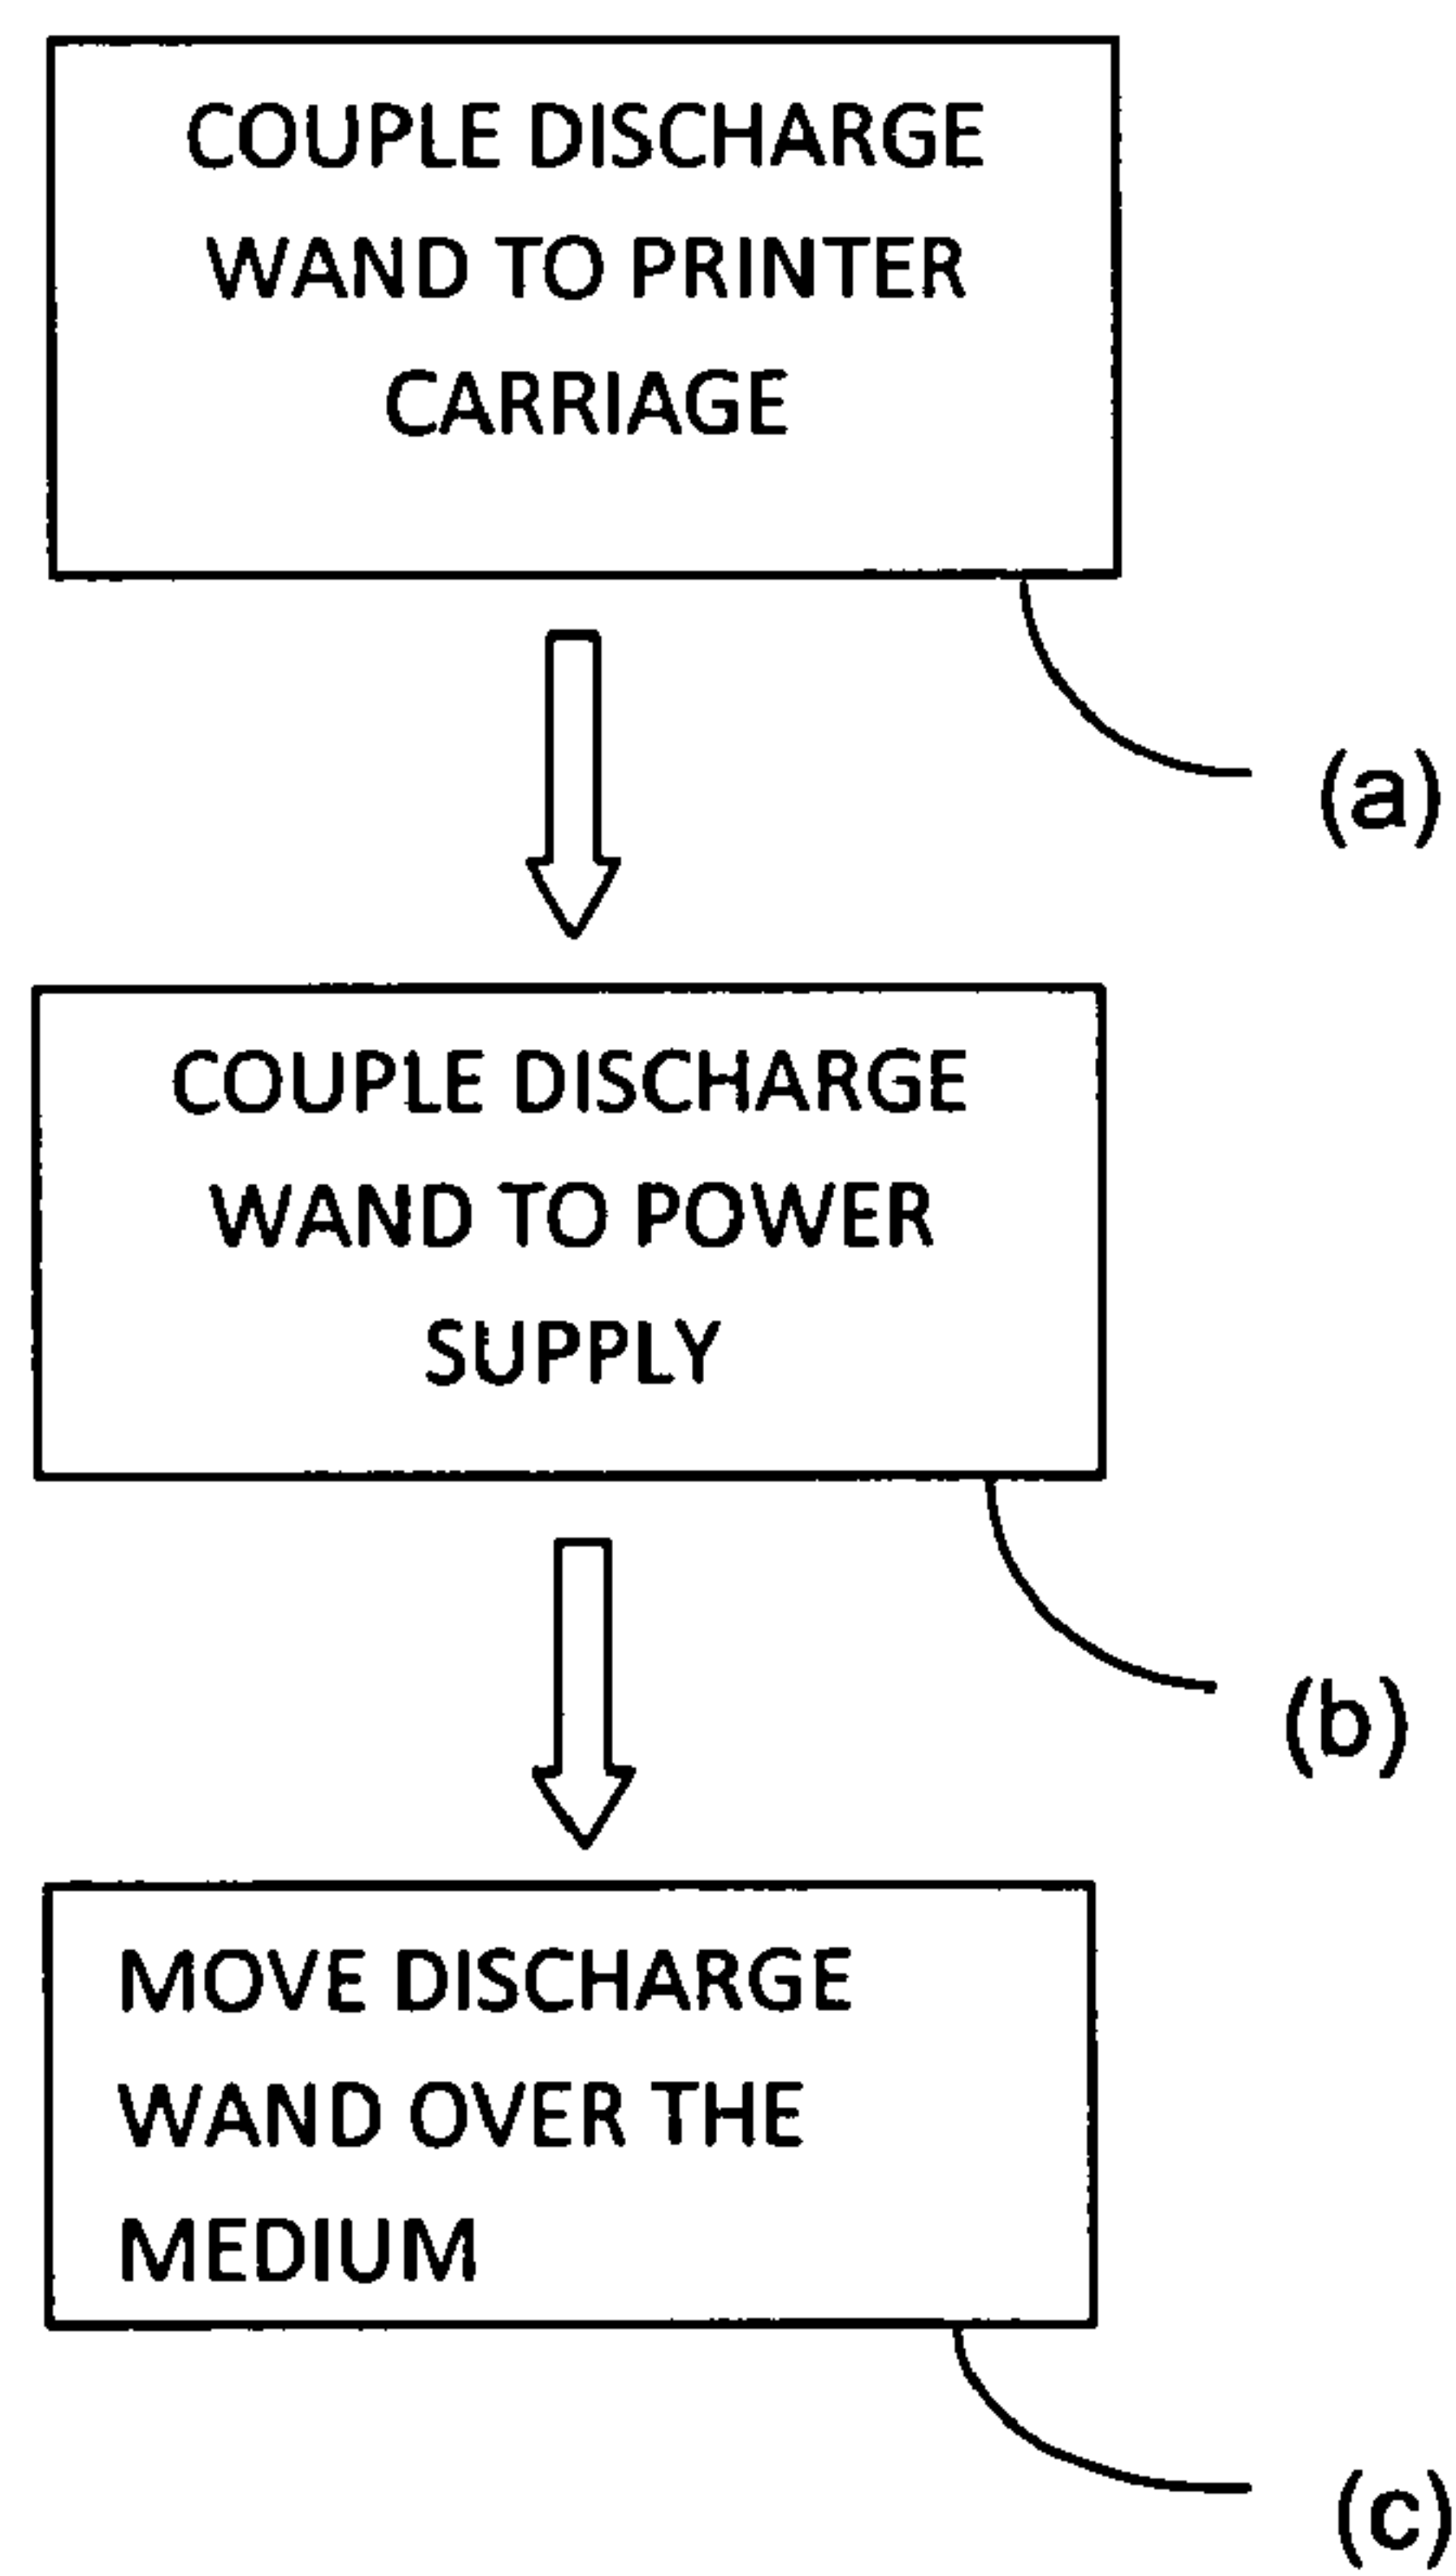 COUPLE DISCHARGE
WAND TO PRINTER
CARRIAGE
(a)
COUPLE DISCHARGE
WAND TO POWER
SUPPLY
(b)
MOVE DISCHARGE
WAND OVER THE
MEDIUM
(c)